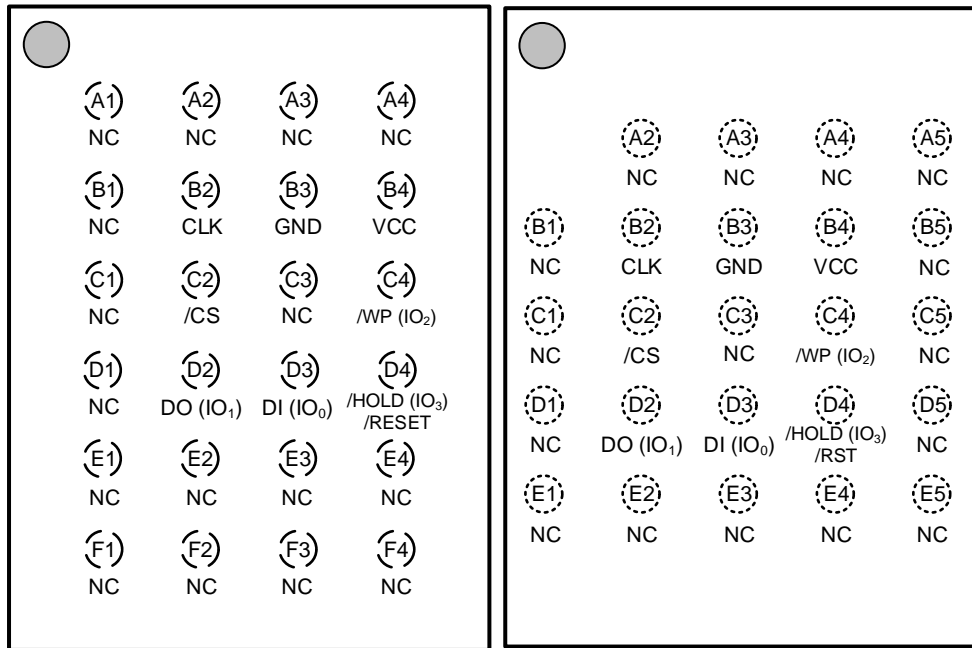 A1 A2 A3 A4
NC NC NC NC
B1 B2 B3 B4
NC CLK GND VCC
C1 C2 C3 C4
NC /CS NC /WP (IO₂)
D1 D2 D3 D4
NC DO (IO₁) DI (IO₀) /HOLD (IO₃)
/RESET
E1 E2 E3 E4
NC NC NC NC
F1 F2 F3 F4
NC NC NC NC
A2 A3 A4 A5
NC NC NC NC
B1 B2 B3 B4 B5
NC CLK GND VCC NC
C1 C2 C3 C4 C5
NC /CS NC /WP (IO₂) NC
D1 D2 D3 D4 D5
NC DO (IO₁) DI (IO₀) /HOLD (IO₃) NC
/RST
E1 E2 E3 E4 E5
NC NC NC NC NC